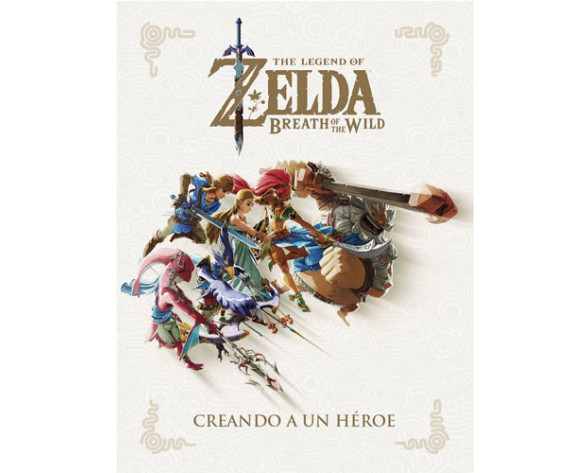 THE LEGEND OF
ZELDA
BREATH OF THE WILD
CREANDO A UN HÉROE